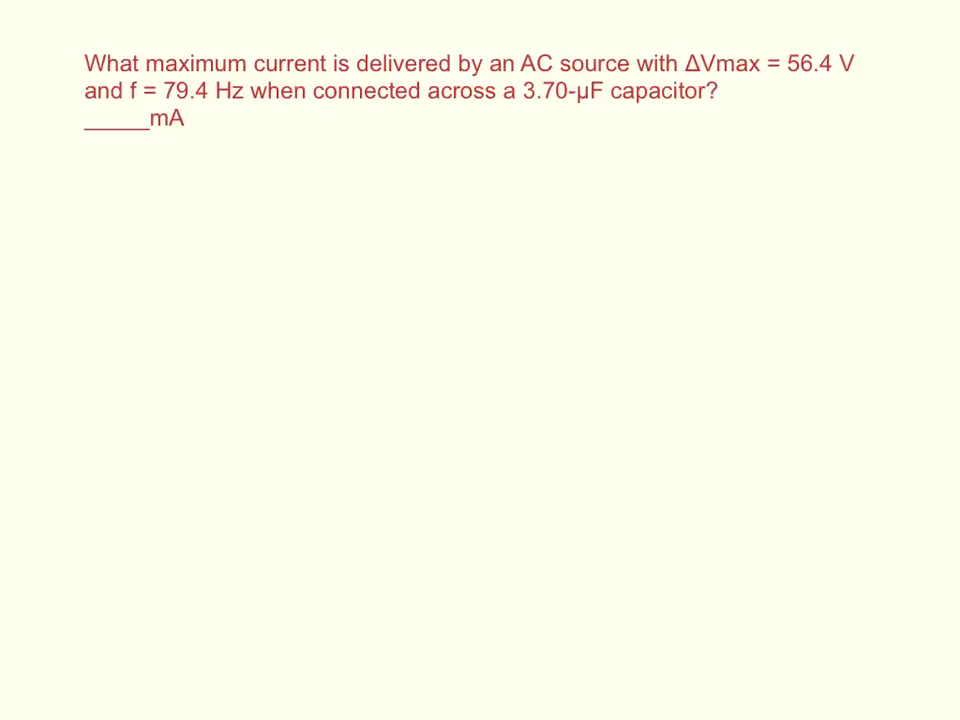 What maximum current is delivered by an AC source with ΔVmax = 56.4 V
and f = 79.4 Hz when connected across a 3.70-µF capacitor?
_____mA